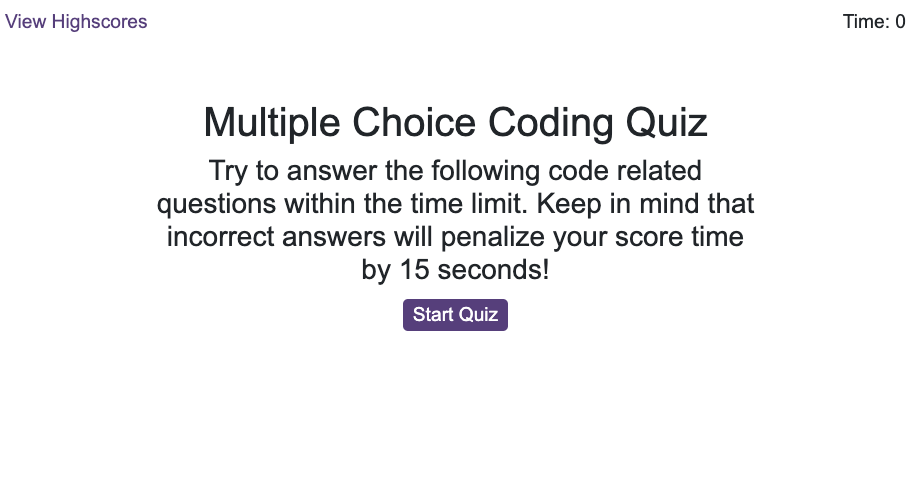 View Highscores
Time: 0
Multiple Choice Coding Quiz
Try to answer the following code related
questions within the time limit. Keep in mind that
incorrect answers will penalize your score time
by 15 seconds!
Start Quiz